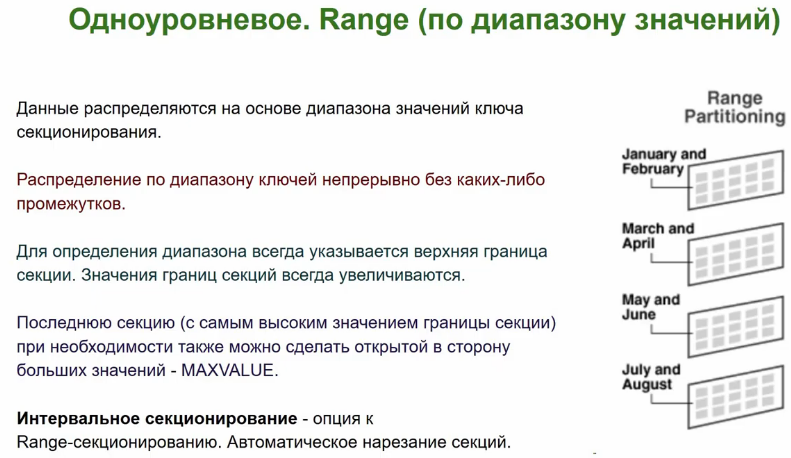 Одноуровневое. Range (по диапазону значений)
Данные распределяются на основе диапазона значений ключа
секционирования.
Распределение по диапазону ключей непрерывно без каких-либо
промежутков.
Для определения диапазона всегда указывается верхняя граница
секции. Значения границ секций всегда увеличиваются.
Последнюю секцию (с самым высоким значением границы секции)
при необходимости также можно сделать открытой в сторону
больших значений - MAXVALUE.
Интервальное секционирование - опция к
Range-секционированию. Автоматическое нарезание секций.
Range
Partitioning
January and
February
March and
April
May and
June
July and
August